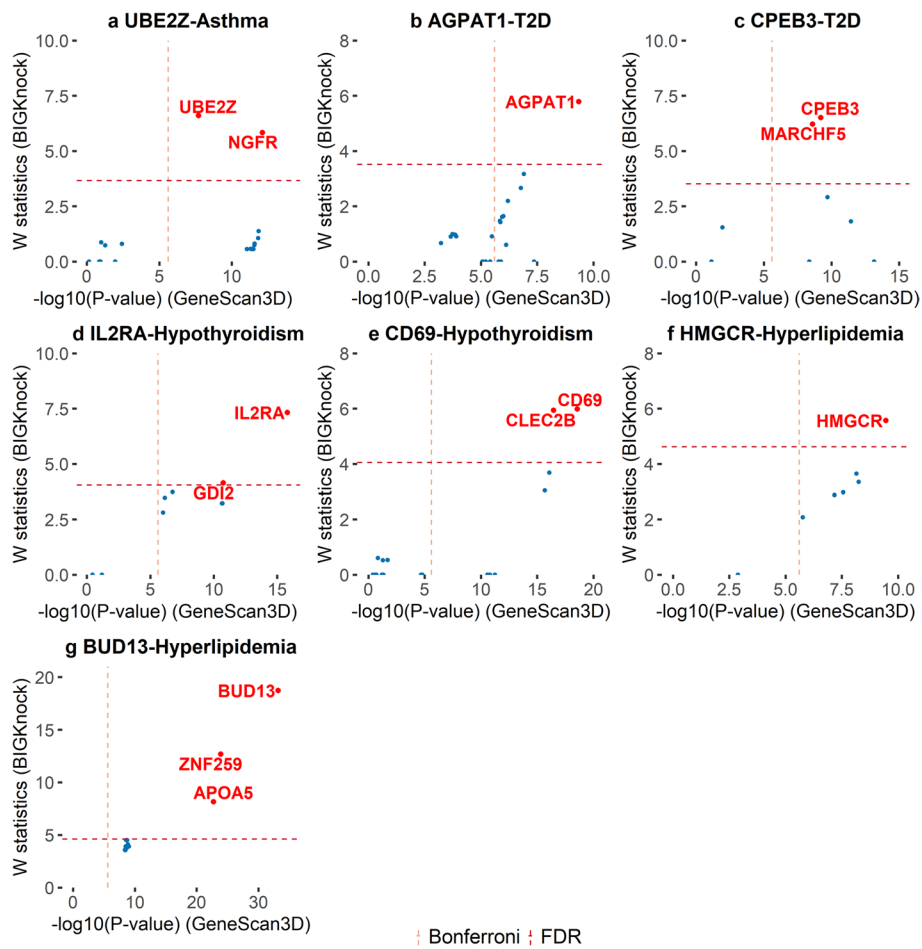 a UBE2Z-Asthma
b AGPAT1-T2D
c CPEB3-T2D
W statistics (BIGKnock)
10.0
7.5
5.0
2.5
0.0
UBE2Z
NGFR
0
5
10
-log10(P-value) (GeneScan3D)
W statistics (BIGKnock)
8
6
4
2
0
AGPAT1
0.0
2.5
5.0
7.5
10.0
-log10(P-value) (GeneScan3D)
W statistics (BIGKnock)
10.0
7.5
5.0
2.5
0.0
CPEB3
MARCHF5
0
5
10
15
-log10(P-value) (GeneScan3D)
d IL2RA-Hypothyroidism
e CD69-Hypothyroidism
f HMGCR-Hyperlipidemia
W statistics (BIGKnock)
10.0
7.5
5.0
2.5
0.0
IL2RA
GDI2
0
5
10
15
-log10(P-value) (GeneScan3D)
W statistics (BIGKnock)
8
6
4
2
0
CD69
CLEC2B
0
5
10
15
20
-log10(P-value) (GeneScan3D)
W statistics (BIGKnock)
8
6
4
2
0
HMGCR
0.0
2.5
5.0
7.5
10.0
-log10(P-value) (GeneScan3D)
g BUD13-Hyperlipidemia
W statistics (BIGKnock)
20
15
10
5
0
BUD13
ZNF259
APOA5
0
10
20
30
-log10(P-value) (GeneScan3D)
Bonferroni
FDR